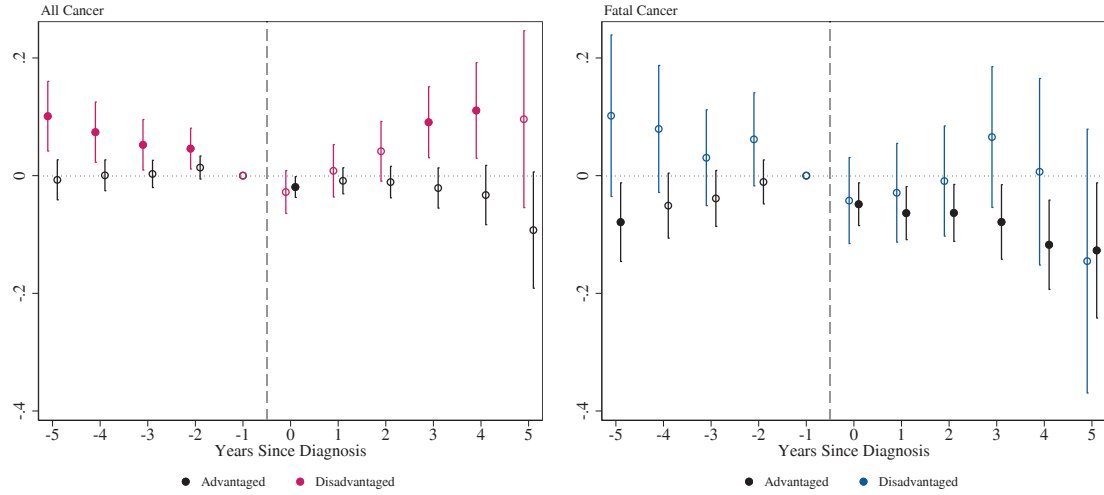 All Cancer
.2
0
-.2
-.4
-5 -4 -3 -2 -1 0 1 2 3 4 5
Years Since Diagnosis
Advantaged Disadvantaged
Fatal Cancer
.2
0
-.2
-.4
-5 -4 -3 -2 -1 0 1 2 3 4 5
Years Since Diagnosis
Advantaged Disadvantaged